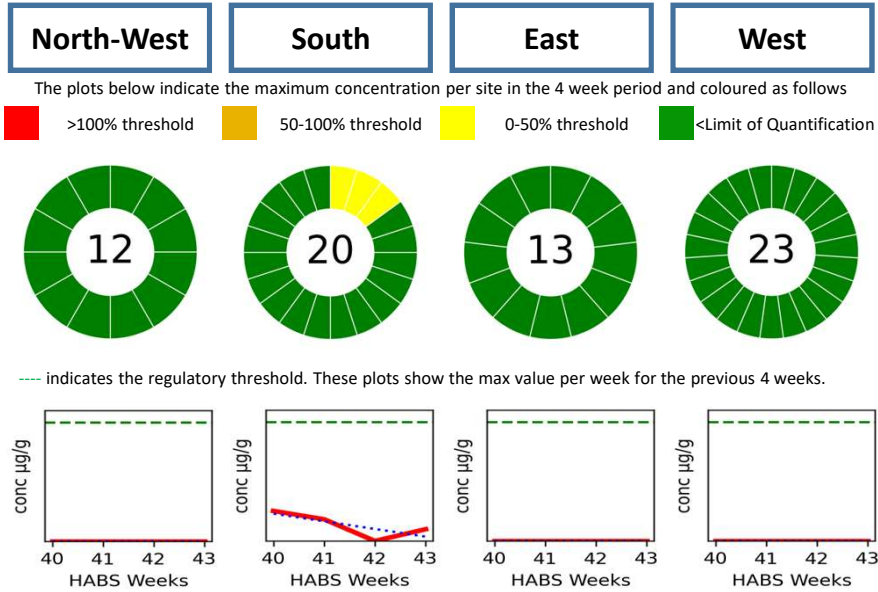 North-West South East West
The plots below indicate the maximum concentration per site in the 4 week period and coloured as follows
>100% threshold 50-100% threshold 0-50% threshold <Limit of Quantification
12 20 13 23
---- indicates the regulatory threshold. These plots show the max value per week for the previous 4 weeks.
conc µg/g conc µg/g conc µg/g conc µg/g
40 41 42 43 40 41 42 43 40 41 42 43 40 41 42 43
HABS Weeks HABS Weeks HABS Weeks HABS Weeks